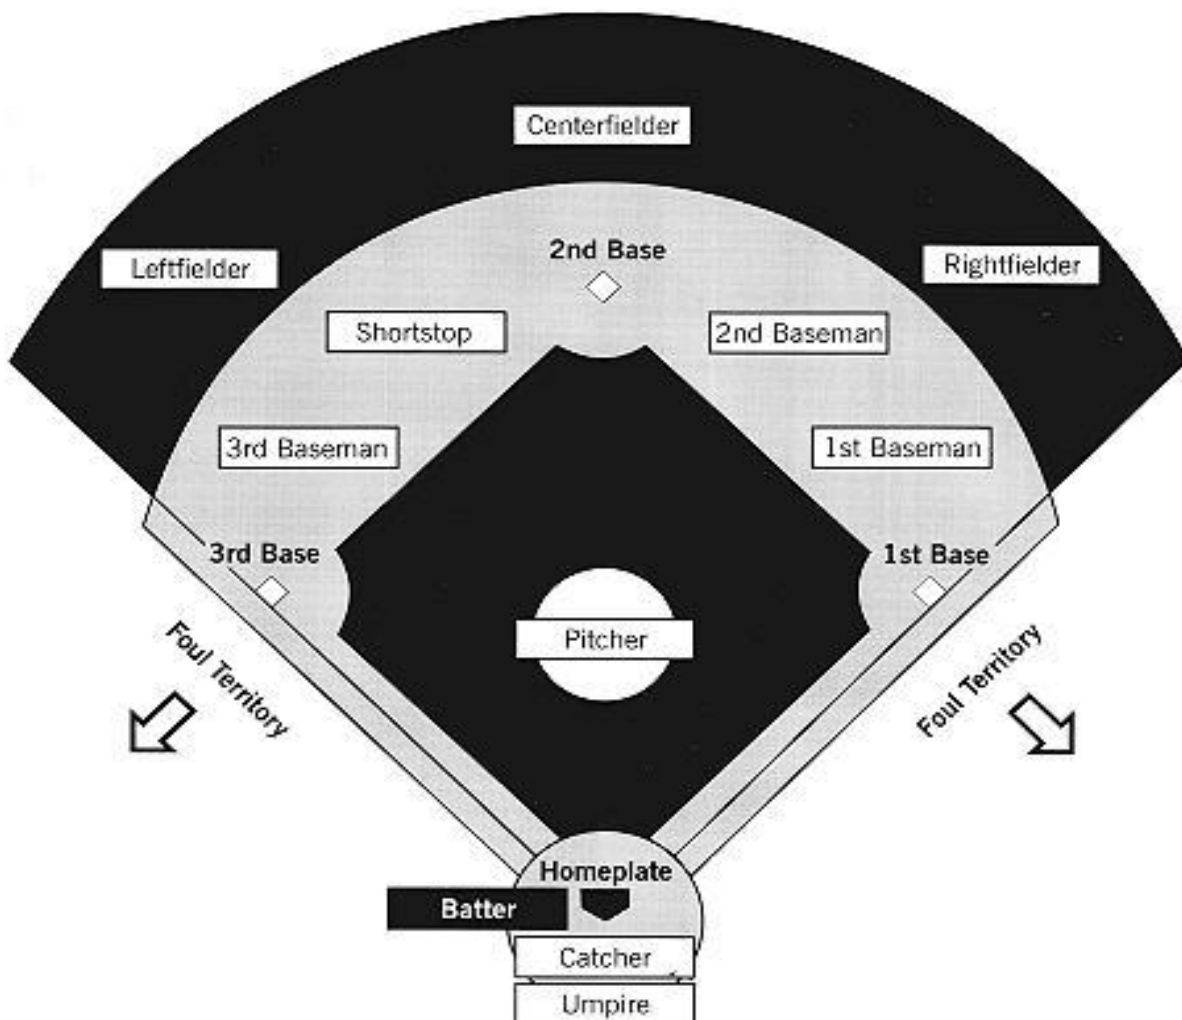 Centerfielder
2nd Base
Leftfielder
Rightfielder
Shortstop
2nd Baseman
3rd Baseman
1st Baseman
3rd Base
1st Base
Pitcher
Foul Territory
Foul Territory
Homeplate
Batter
Catcher
Umpire